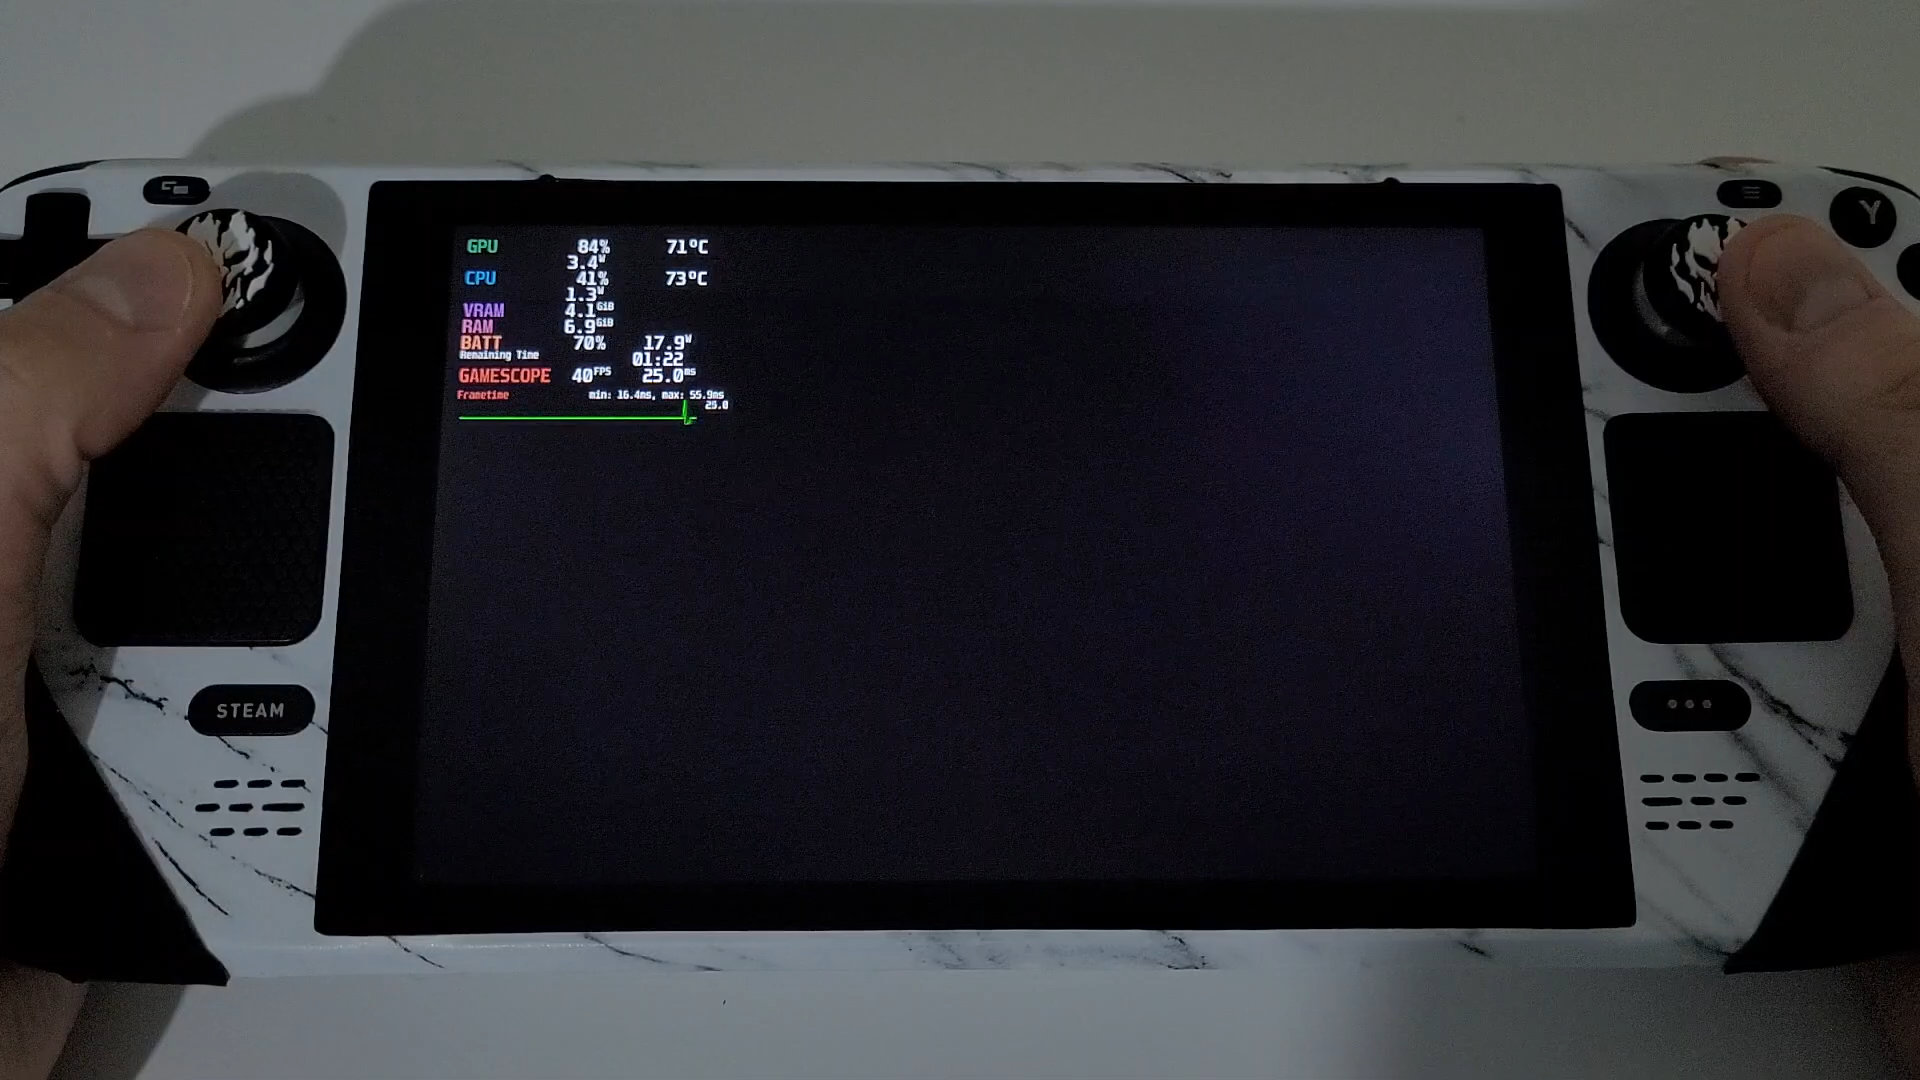 Y
GPU 84% 71°C
3.4W
CPU 41% 73°C
1.3W
VRAM 4.1GiB
RAM 6.9GiB
BATT 70% 17.9W
Remaining Time 01:22
GAMESCOPE 40FPS 25.0ms
Frametime min: 16.4ms, max: 55.9ms
25.0
STEAM